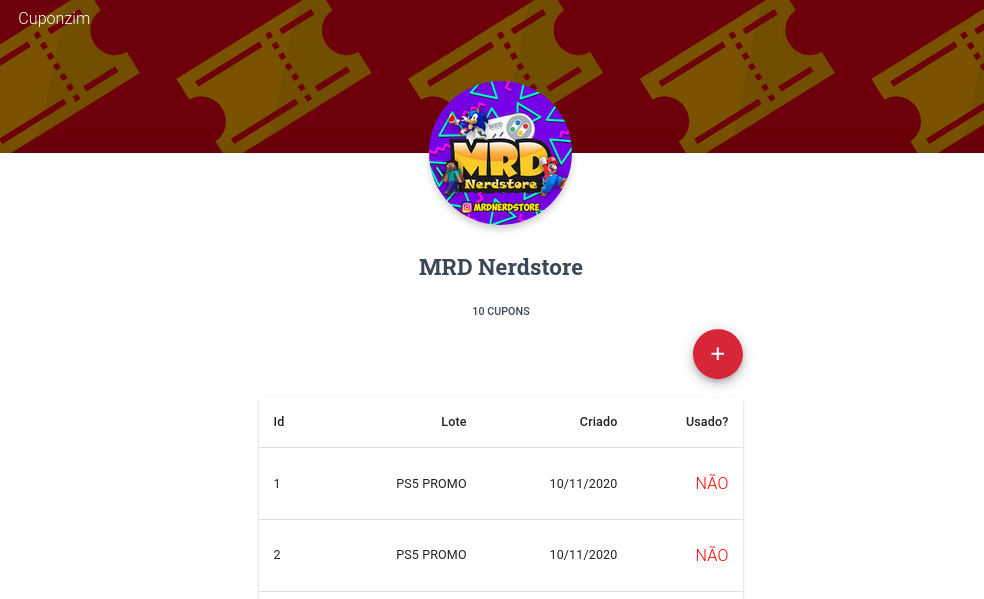 Cuponzim
MRD
MRD
Nerdstore
MRDNERDSTORE
MRD Nerdstore
10 CUPONS
+
Id Lote Criado Usado?
1 PS5 PROMO 10/11/2020 NÃO
2 PS5 PROMO 10/11/2020 NÃO